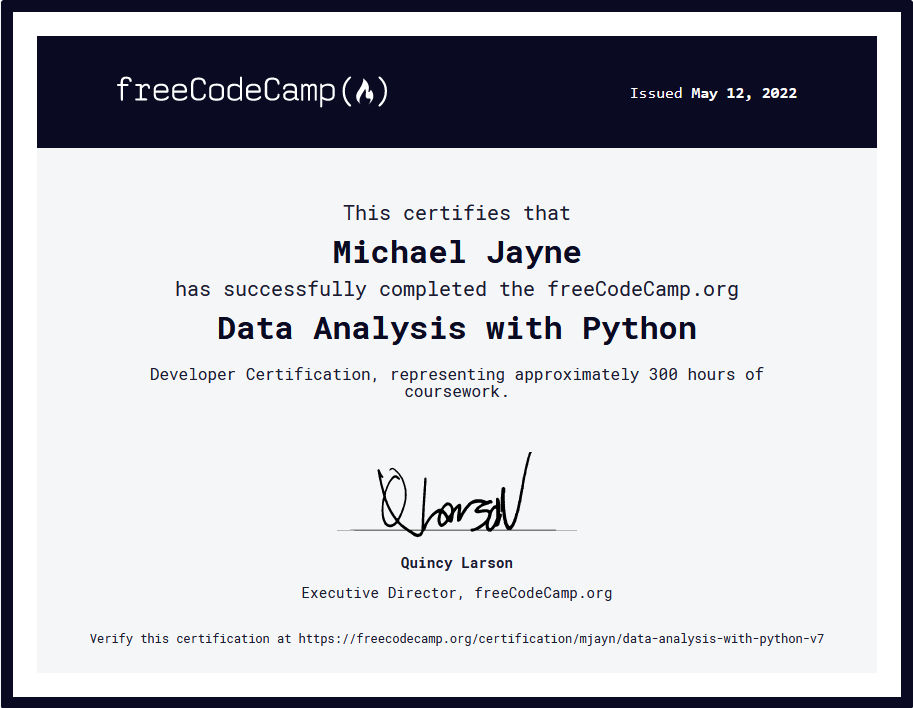 freeCodeCamp(🔥)
Issued May 12, 2022
This certifies that
Michael Jayne
has successfully completed the freeCodeCamp.org
Data Analysis with Python
Developer Certification, representing approximately 300 hours of
coursework.
Q Larson
Quincy Larson
Executive Director, freeCodeCamp.org
Verify this certification at https://freecodecamp.org/certification/mjayn/data-analysis-with-python-v7